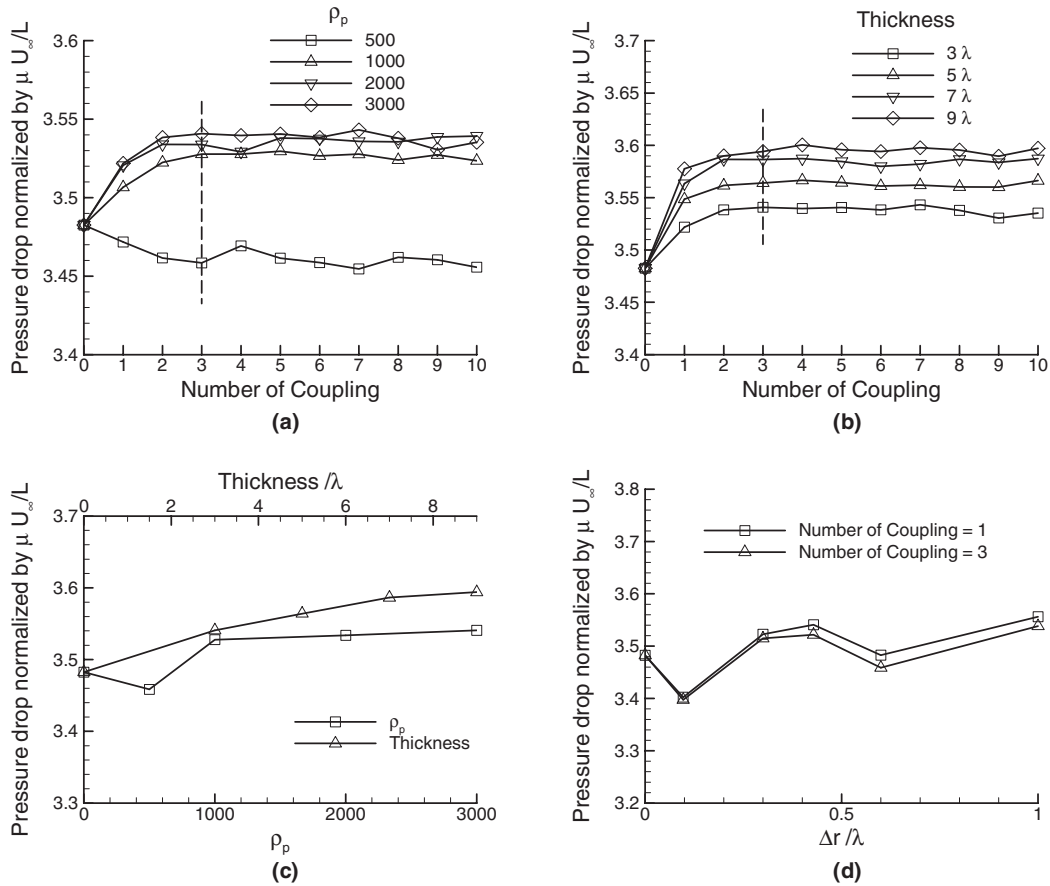 ρp
500
1000
2000
3000
3.6
3.55
3.5
3.45
3.4
0 1 2 3 4 5 6 7 8 9 10
Pressure drop normalized by μ U∞/L
Number of Coupling
(a)
Thickness
3 λ
5 λ
7 λ
9 λ
3.7
3.65
3.6
3.55
3.5
3.45
3.4
0 1 2 3 4 5 6 7 8 9 10
Pressure drop normalized by μ U∞/L
Number of Coupling
(b)
Thickness /λ
0 2 4 6 8
3.7
3.6
3.5
3.4
3.3
ρp
Thickness
0 1000 2000 3000
Pressure drop normalized by μ U∞/L
ρp
(c)
3.8
3.7
3.6
3.5
3.4
3.3
3.2
Number of Coupling = 1
Number of Coupling = 3
0 0.5 1
Pressure drop normalized by μ U∞/L
Δr /λ
(d)